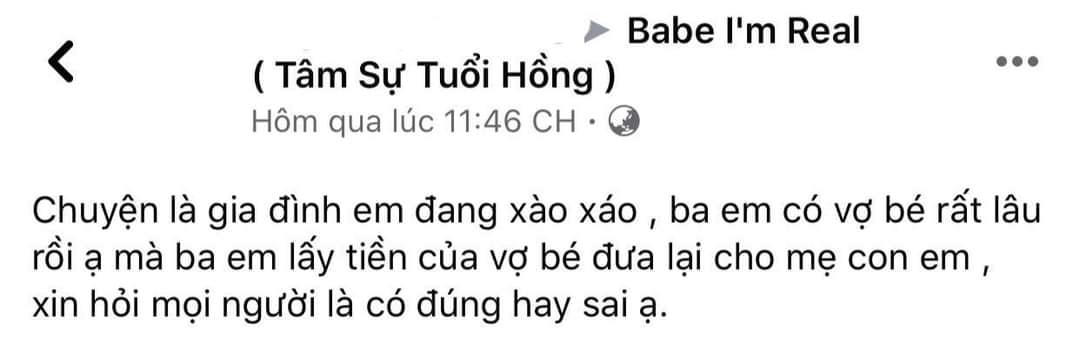 Babe I'm Real
( Tâm Sự Tuổi Hồng )
Hôm qua lúc 11:46 CH ·
Chuyện là gia đình em đang xào xáo , ba em có vợ bé rất lâu
rồi ạ mà ba em lấy tiền của vợ bé đưa lại cho mẹ con em ,
xin hỏi mọi người là có đúng hay sai ạ.